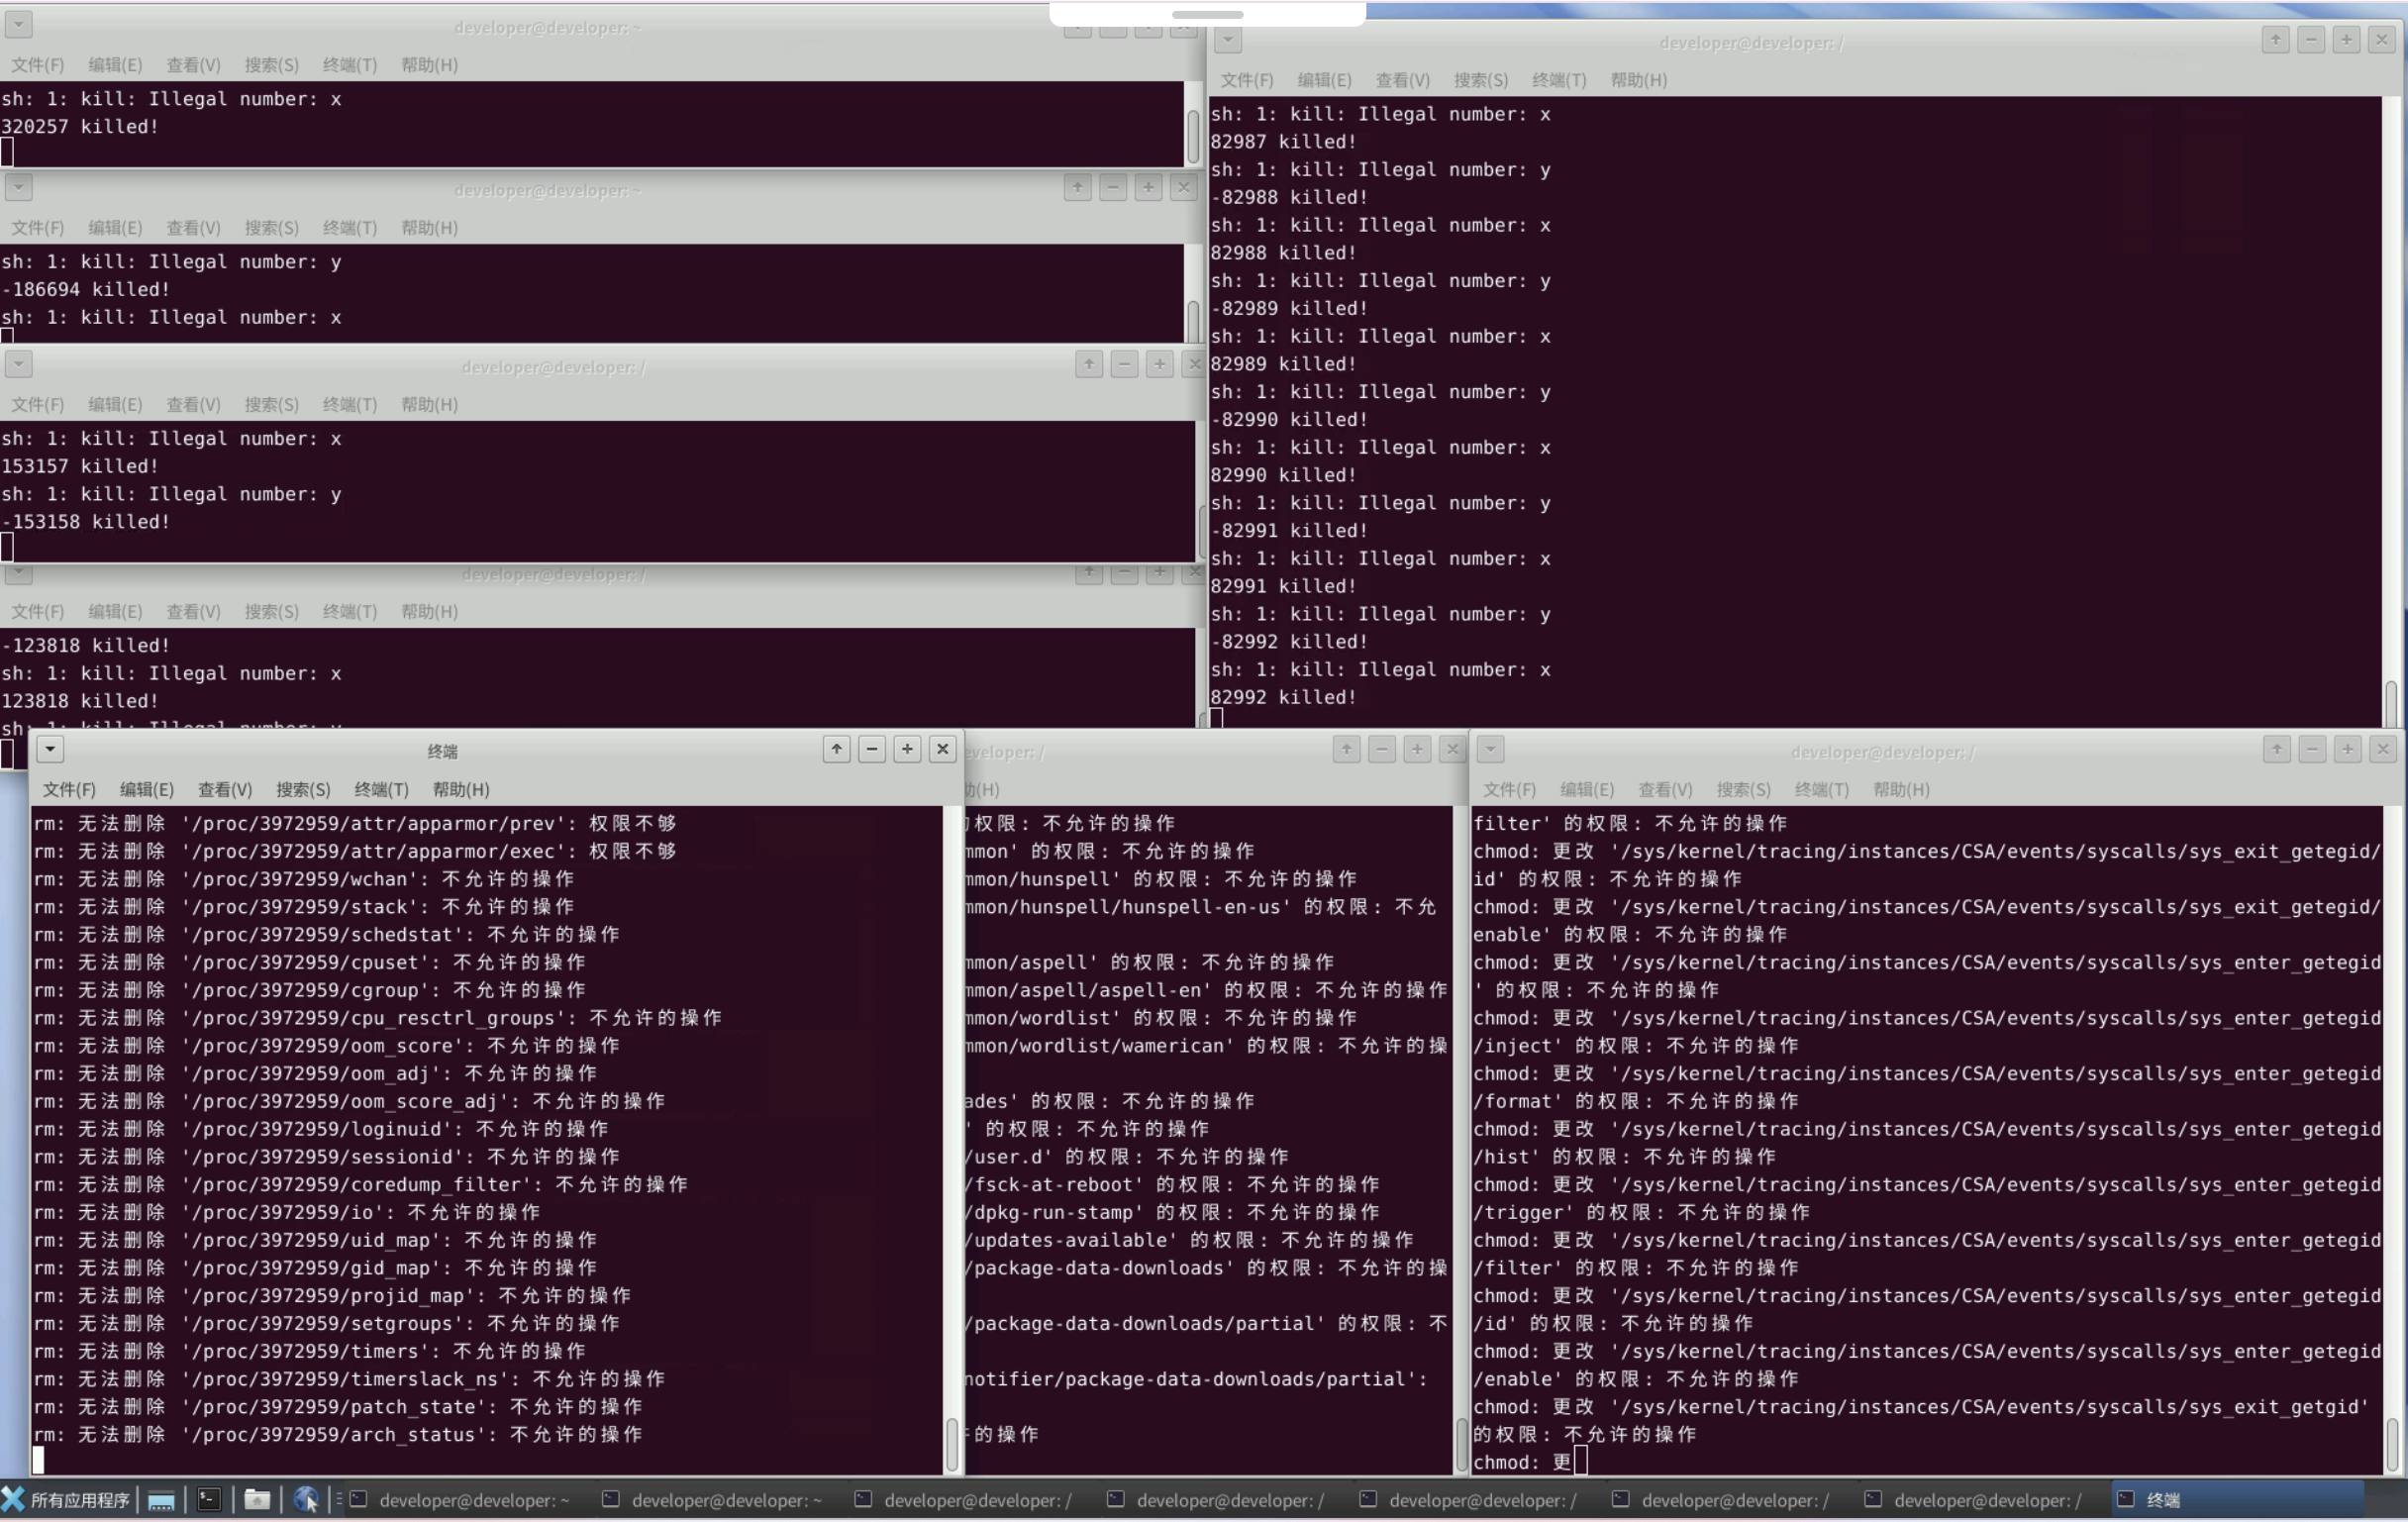 developer@developer: ~
文件(F) 编辑(E) 查看(V) 搜索(S) 终端(T) 帮助(H)
sh: 1: kill: Illegal number: x
320257 killed!
developer@developer: ~
文件(F) 编辑(E) 查看(V) 搜索(S) 终端(T) 帮助(H)
sh: 1: kill: Illegal number: y
-186694 killed!
sh: 1: kill: Illegal number: x
developer@developer: /
文件(F) 编辑(E) 查看(V) 搜索(S) 终端(T) 帮助(H)
sh: 1: kill: Illegal number: x
153157 killed!
sh: 1: kill: Illegal number: y
-153158 killed!
developer@developer: /
文件(F) 编辑(E) 查看(V) 搜索(S) 终端(T) 帮助(H)
-123818 killed!
sh: 1: kill: Illegal number: x
123818 killed!
sh: 1: kill: Illegal number: y
developer@developer: /
文件(F) 编辑(E) 查看(V) 搜索(S) 终端(T) 帮助(H)
sh: 1: kill: Illegal number: x
82987 killed!
sh: 1: kill: Illegal number: y
-82988 killed!
sh: 1: kill: Illegal number: x
82988 killed!
sh: 1: kill: Illegal number: y
-82989 killed!
sh: 1: kill: Illegal number: x
82989 killed!
sh: 1: kill: Illegal number: y
-82990 killed!
sh: 1: kill: Illegal number: x
82990 killed!
sh: 1: kill: Illegal number: y
-82991 killed!
sh: 1: kill: Illegal number: x
82991 killed!
sh: 1: kill: Illegal number: y
-82992 killed!
sh: 1: kill: Illegal number: x
82992 killed!
终端
文件(F) 编辑(E) 查看(V) 搜索(S) 终端(T) 帮助(H)
rm: 无法删除 '/proc/3972959/attr/apparmor/prev': 权限不够
rm: 无法删除 '/proc/3972959/attr/apparmor/exec': 权限不够
rm: 无法删除 '/proc/3972959/wchan': 不允许的操作
rm: 无法删除 '/proc/3972959/stack': 不允许的操作
rm: 无法删除 '/proc/3972959/schedstat': 不允许的操作
rm: 无法删除 '/proc/3972959/cpuset': 不允许的操作
rm: 无法删除 '/proc/3972959/cgroup': 不允许的操作
rm: 无法删除 '/proc/3972959/cpu_resctrl_groups': 不允许的操作
rm: 无法删除 '/proc/3972959/oom_score': 不允许的操作
rm: 无法删除 '/proc/3972959/oom_adj': 不允许的操作
rm: 无法删除 '/proc/3972959/oom_score_adj': 不允许的操作
rm: 无法删除 '/proc/3972959/loginuid': 不允许的操作
rm: 无法删除 '/proc/3972959/sessionid': 不允许的操作
rm: 无法删除 '/proc/3972959/coredump_filter': 不允许的操作
rm: 无法删除 '/proc/3972959/io': 不允许的操作
rm: 无法删除 '/proc/3972959/uid_map': 不允许的操作
rm: 无法删除 '/proc/3972959/gid_map': 不允许的操作
rm: 无法删除 '/proc/3972959/projid_map': 不允许的操作
rm: 无法删除 '/proc/3972959/setgroups': 不允许的操作
rm: 无法删除 '/proc/3972959/timers': 不允许的操作
rm: 无法删除 '/proc/3972959/timerslack_ns': 不允许的操作
rm: 无法删除 '/proc/3972959/patch_state': 不允许的操作
rm: 无法删除 '/proc/3972959/arch_status': 不允许的操作
eveloper: /
(H)
权限: 不允许的操作
mmon' 的权限: 不允许的操作
mmon/hunspell' 的权限: 不允许的操作
mmon/hunspell/hunspell-en-us' 的权限: 不允
mmon/aspell' 的权限: 不允许的操作
mmon/aspell/aspell-en' 的权限: 不允许的操作
mmon/wordlist' 的权限: 不允许的操作
mmon/wordlist/wamerican' 的权限: 不允许的操
ades' 的权限: 不允许的操作
' 的权限: 不允许的操作
/user.d' 的权限: 不允许的操作
/fsck-at-reboot' 的权限: 不允许的操作
/dpkg-run-stamp' 的权限: 不允许的操作
/updates-available' 的权限: 不允许的操作
/package-data-downloads' 的权限: 不允许的操
/package-data-downloads/partial' 的权限: 不
notifier/package-data-downloads/partial':
的操作
developer@developer: /
文件(F) 编辑(E) 查看(V) 搜索(S) 终端(T) 帮助(H)
filter' 的权限: 不允许的操作
chmod: 更改 '/sys/kernel/tracing/instances/CSA/events/syscalls/sys_exit_getegid/
id' 的权限: 不允许的操作
chmod: 更改 '/sys/kernel/tracing/instances/CSA/events/syscalls/sys_exit_getegid/
enable' 的权限: 不允许的操作
chmod: 更改 '/sys/kernel/tracing/instances/CSA/events/syscalls/sys_enter_getegid
' 的权限: 不允许的操作
chmod: 更改 '/sys/kernel/tracing/instances/CSA/events/syscalls/sys_enter_getegid
/inject' 的权限: 不允许的操作
chmod: 更改 '/sys/kernel/tracing/instances/CSA/events/syscalls/sys_enter_getegid
/format' 的权限: 不允许的操作
chmod: 更改 '/sys/kernel/tracing/instances/CSA/events/syscalls/sys_enter_getegid
/hist' 的权限: 不允许的操作
chmod: 更改 '/sys/kernel/tracing/instances/CSA/events/syscalls/sys_enter_getegid
/trigger' 的权限: 不允许的操作
chmod: 更改 '/sys/kernel/tracing/instances/CSA/events/syscalls/sys_enter_getegid
/filter' 的权限: 不允许的操作
chmod: 更改 '/sys/kernel/tracing/instances/CSA/events/syscalls/sys_enter_getegid
/id' 的权限: 不允许的操作
chmod: 更改 '/sys/kernel/tracing/instances/CSA/events/syscalls/sys_enter_getegid
/enable' 的权限: 不允许的操作
chmod: 更改 '/sys/kernel/tracing/instances/CSA/events/syscalls/sys_exit_getgid'
的权限: 不允许的操作
chmod: 更
所有应用程序 developer@developer: ~ developer@developer: ~ developer@developer: / developer@developer: / developer@developer: / developer@developer: / developer@developer: / 终端